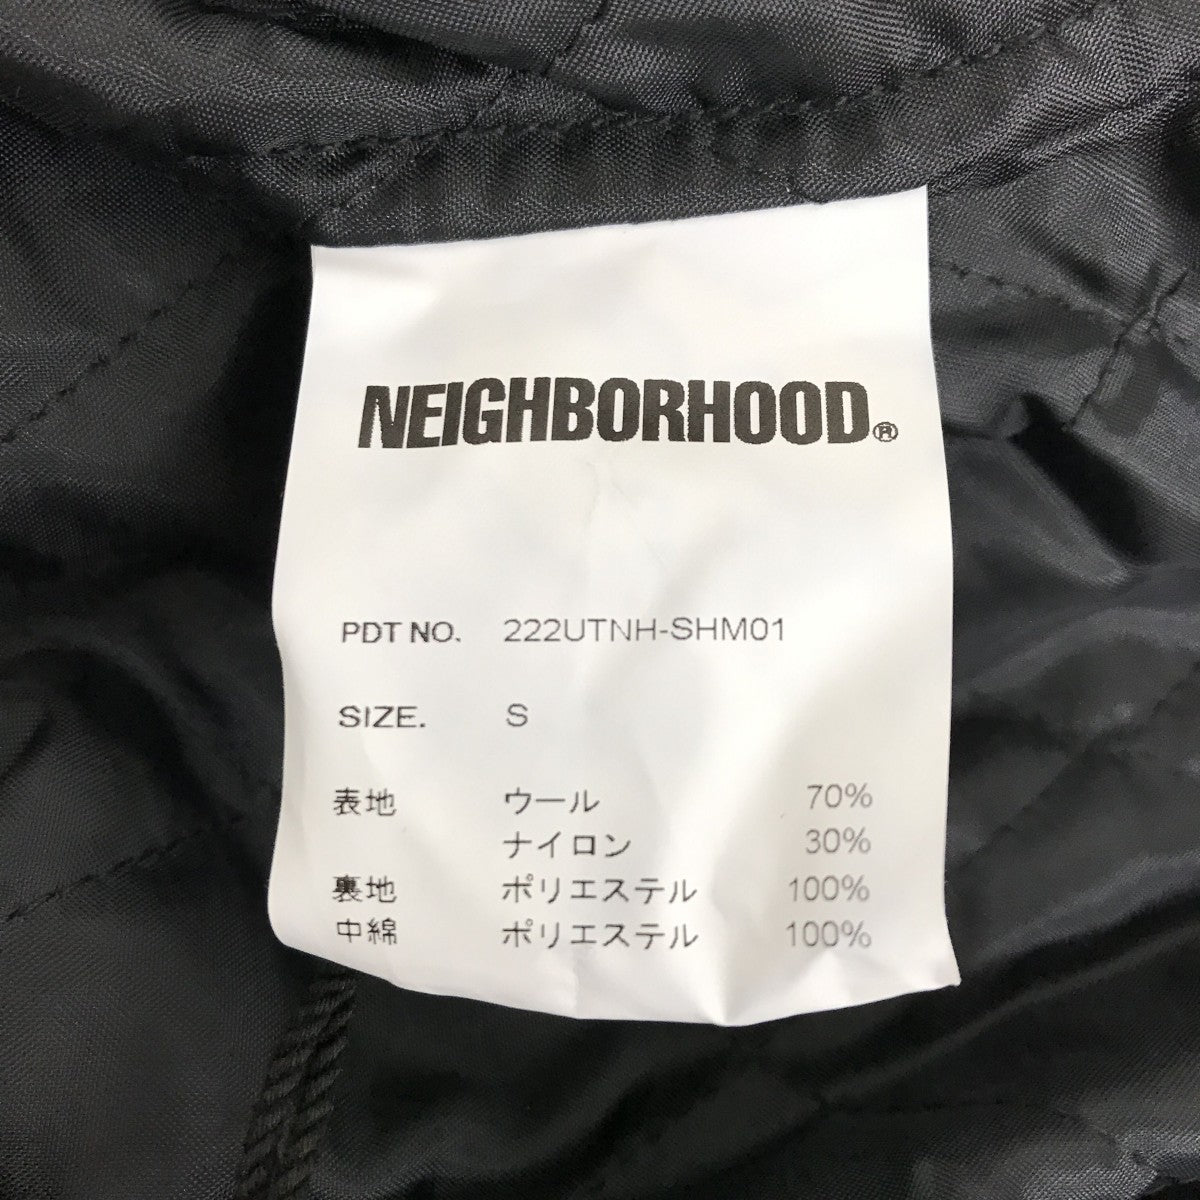 NEIGHBORHOOD®
PDT NO. 222UTNH-SHM01
SIZE. S
表地 ウール 70%
ナイロン 30%
裏地 ポリエステル 100%
中綿 ポリエステル 100%